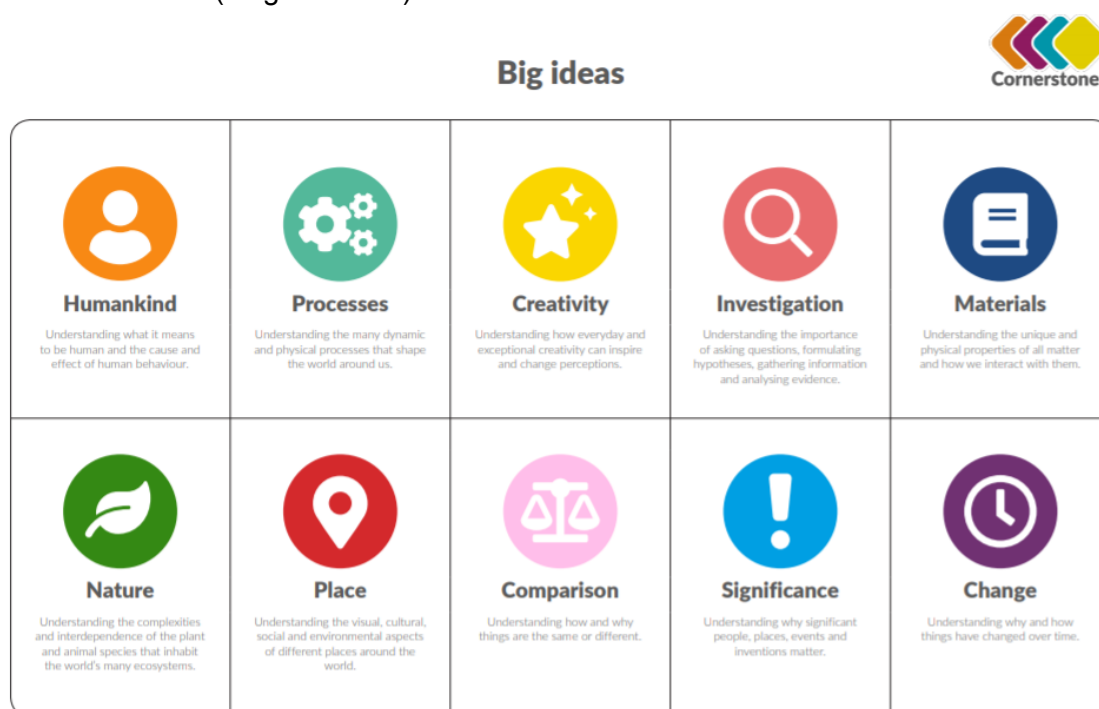 Big ideas
Cornerstone
Humankind
Understanding what it means
to be human and the cause and
effect of human behaviour.
Processes
Understanding the many dynamic
and physical processes that shape
the world around us.
Creativity
Understanding how everyday and
exceptional creativity can inspire
and change perceptions.
Investigation
Understanding the importance
of asking questions, formulating
hypotheses, gathering information
and analysing evidence.
Materials
Understanding the unique and
physical properties of all matter
and how we interact with them.
Nature
Understanding the complexities
and interdependence of the plant
and animal species that inhabit
the world's many ecosystems.
Place
Understanding the visual, cultural,
social and environmental aspects
of different places around the
world.
Comparison
Understanding how and why
things are the same or different.
Significance
Understanding why significant
people, places, events and
inventions matter.
Change
Understanding why and how
things have changed over time.